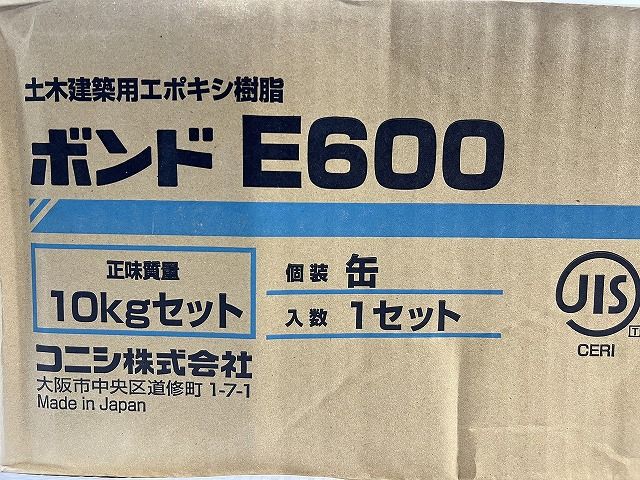 土木建築用エポキシ樹脂
ボンド E600
正味質量
10kgセット
個装 缶
入数 1セット
コニシ株式会社
大阪市中央区道修町 1-7-1
Made in Japan
JIS
CERI